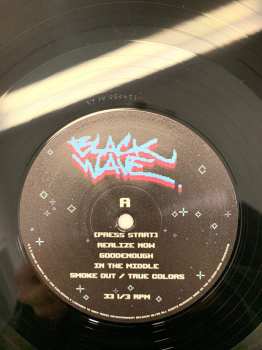 BLACK
WAVE.
A
[PRESS START]
REALIZE NOW
GOODENOUGH
IN THE MIDDLE
SMOKE OUT / TRUE COLORS
33 1/3 RPM